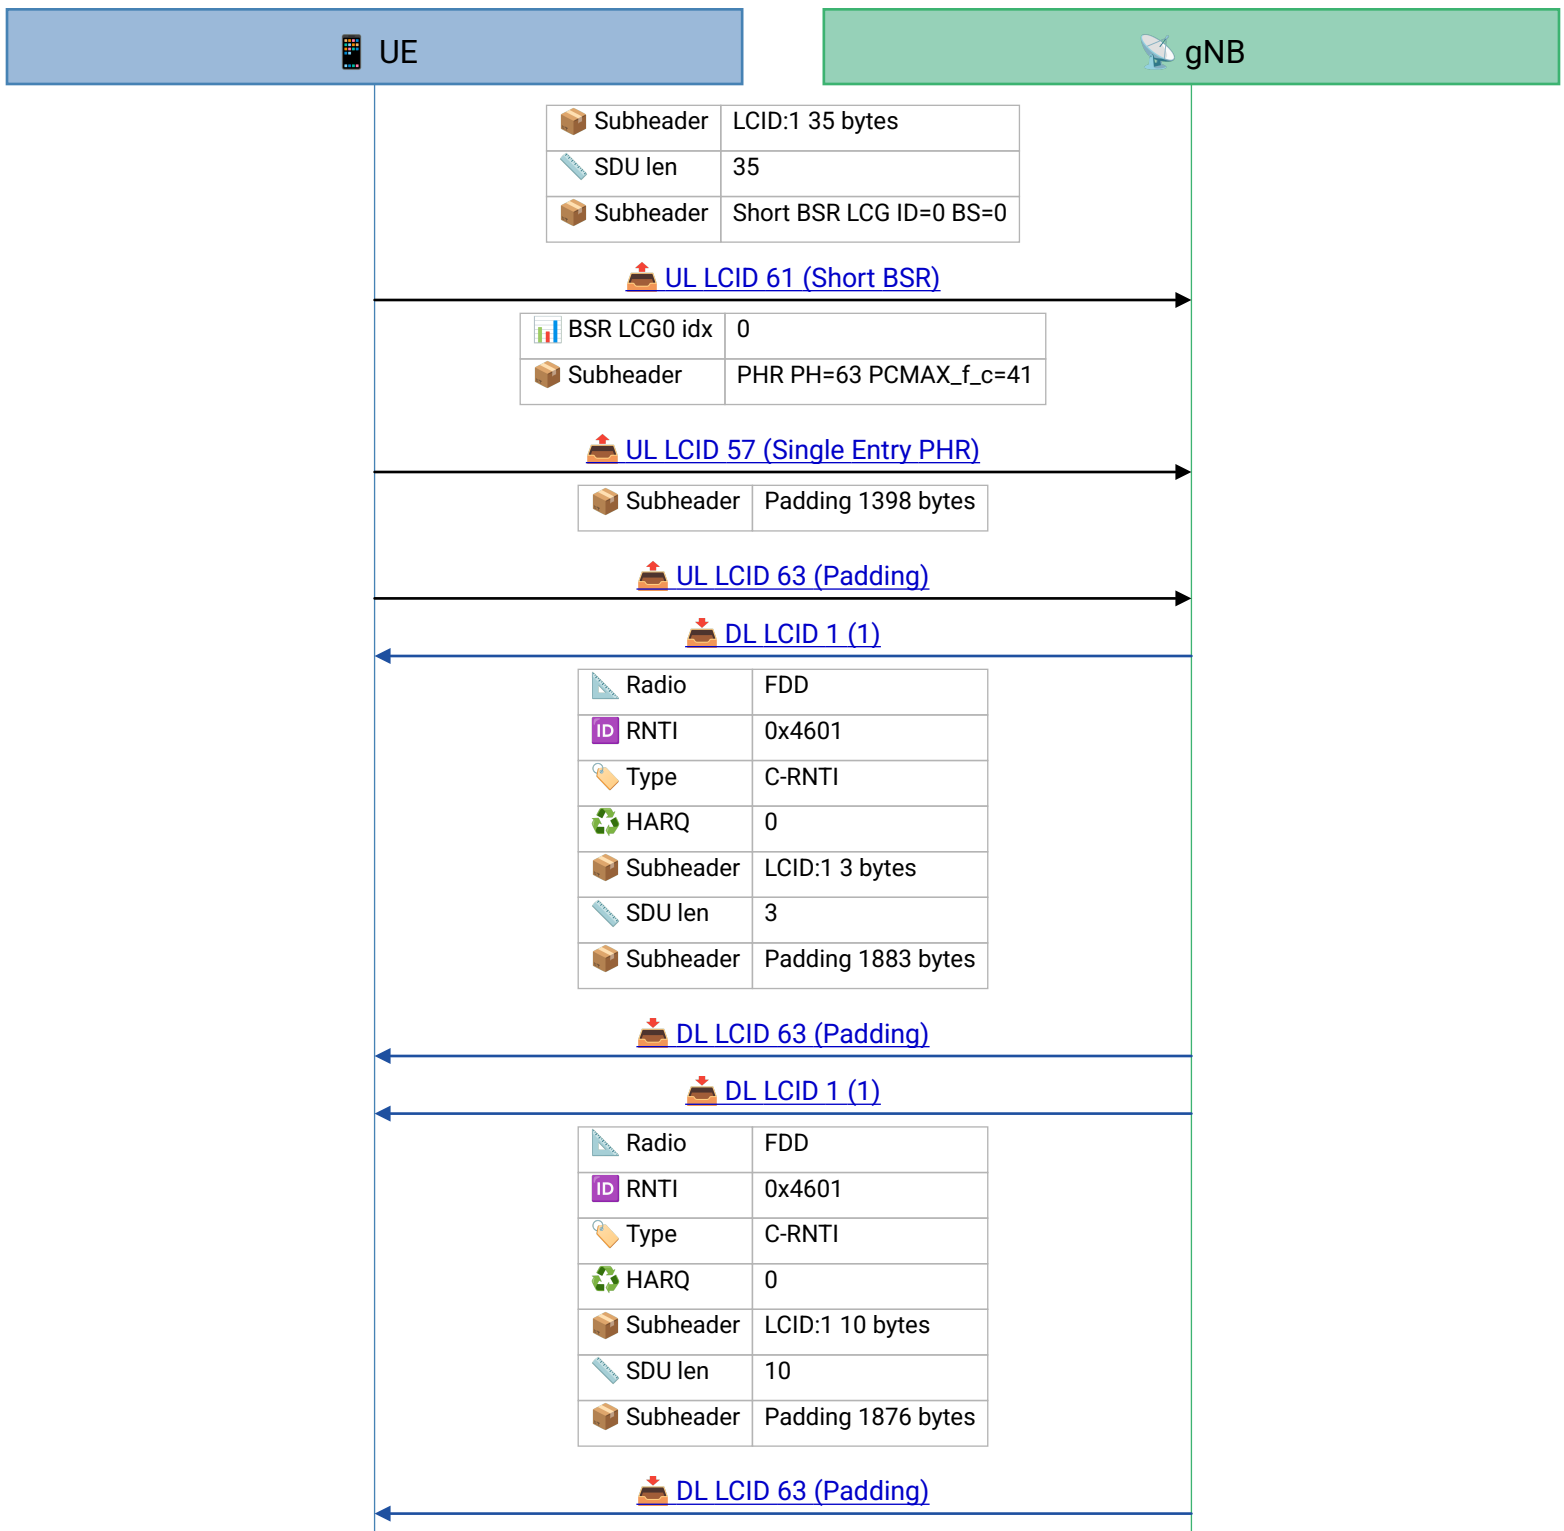 📱 UE
📡 gNB
📦 Subheader LCID:1 35 bytes
📏 SDU len 35
📦 Subheader Short BSR LCG ID=0 BS=0
📤 UL LCID 61 (Short BSR)
📊 BSR LCG0 idx 0
📦 Subheader PHR PH=63 PCMAX_f_c=41
📤 UL LCID 57 (Single Entry PHR)
📦 Subheader Padding 1398 bytes
📤 UL LCID 63 (Padding)
📥 DL LCID 1 (1)
📐 Radio FDD
🆔 RNTI 0x4601
🏷️ Type C-RNTI
♻️ HARQ 0
📦 Subheader LCID:1 3 bytes
📏 SDU len 3
📦 Subheader Padding 1883 bytes
📥 DL LCID 63 (Padding)
📥 DL LCID 1 (1)
📐 Radio FDD
🆔 RNTI 0x4601
🏷️ Type C-RNTI
♻️ HARQ 0
📦 Subheader LCID:1 10 bytes
📏 SDU len 10
📦 Subheader Padding 1876 bytes
📥 DL LCID 63 (Padding)